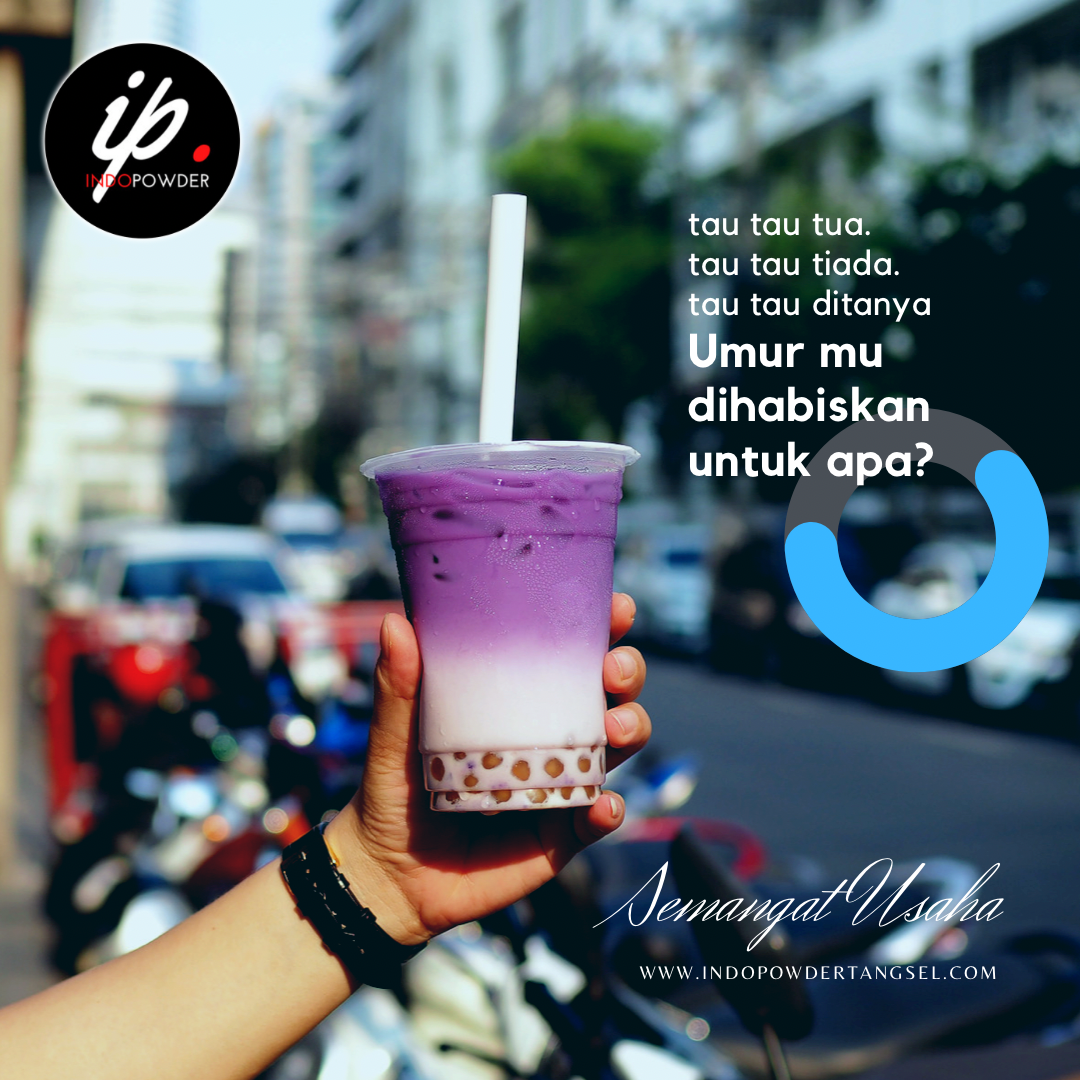 ip.
INDOPOWDER
tau tau tua.
tau tau tiada.
tau tau ditanya
Umur mu
dihabiskan
untuk apa?
Semangat Usaha
WWW.INDOPOWDERTANGSEL.COM